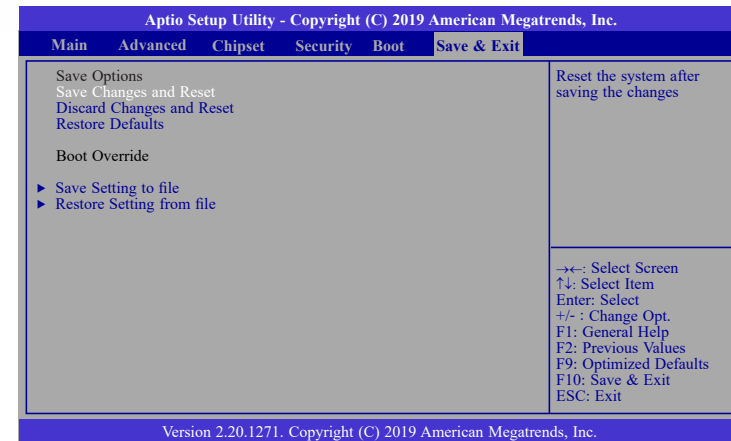 Aptio Setup Utility - Copyright (C) 2019 American Megatrends, Inc.
Main Advanced Chipset Security Boot Save & Exit
Save Options
Save Changes and Reset
Discard Changes and Reset
Restore Defaults
Boot Override
► Save Setting to file
► Restore Setting from file
Reset the system after
saving the changes
→←: Select Screen
↑↓: Select Item
Enter: Select
+/- : Change Opt.
F1: General Help
F2: Previous Values
F9: Optimized Defaults
F10: Save & Exit
ESC: Exit
Version 2.20.1271. Copyright (C) 2019 American Megatrends, Inc.